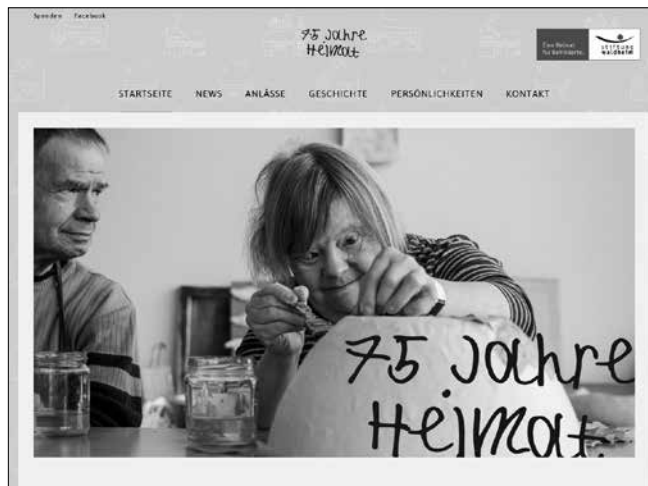 Spenden Facebook
75 Jahre
Heimat
Eine Heimat
für Behinderte.
stiftung
waldheim
STARTSEITE NEWS ANLÄSSE GESCHICHTE PERSÖNLICHKEITEN KONTAKT
75 Jahre
Heimat